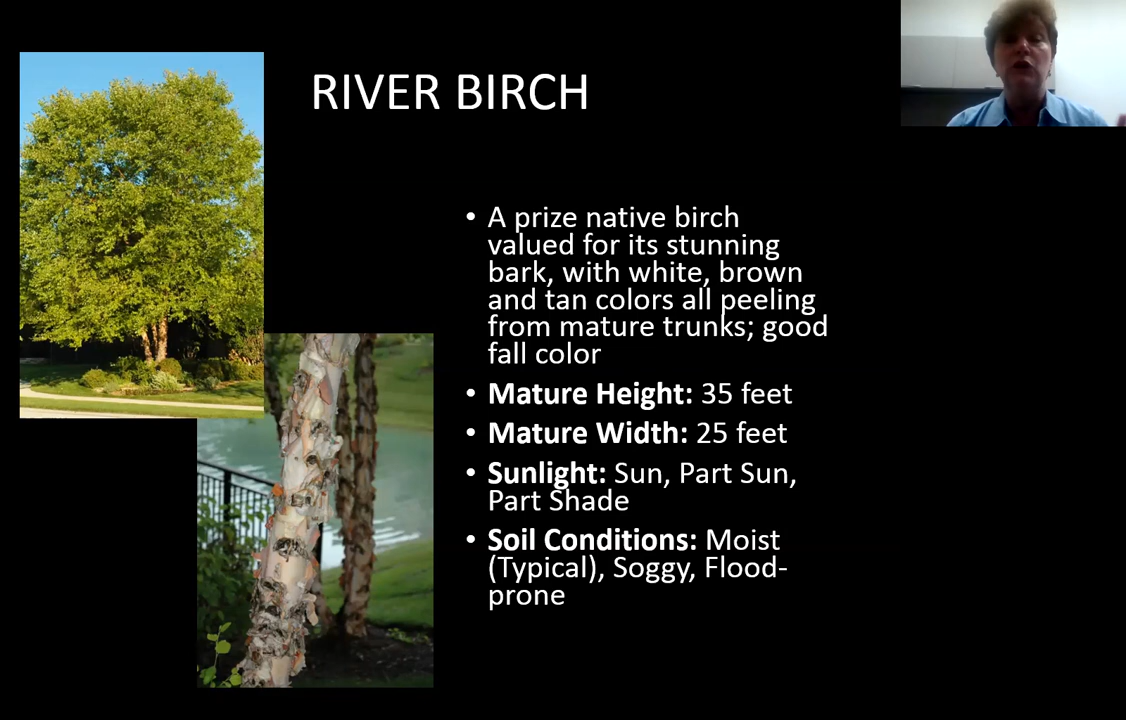 RIVER BIRCH
• A prize native birch
valued for its stunning
bark, with white, brown
and tan colors all peeling
from mature trunks; good
fall color
• Mature Height: 35 feet
• Mature Width: 25 feet
• Sunlight: Sun, Part Sun,
Part Shade
• Soil Conditions: Moist
(Typical), Soggy, Flood-
prone